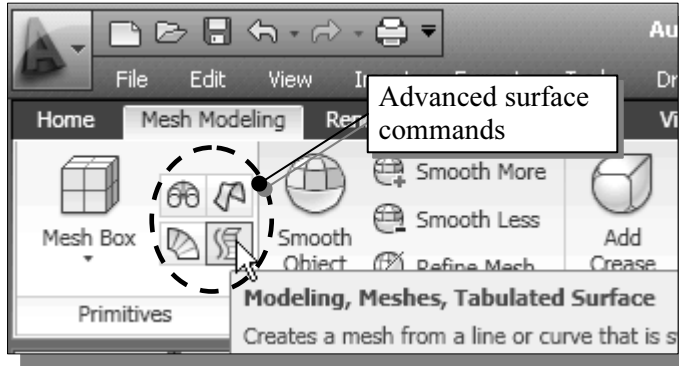 Au
File Edit View
Dr
Home Mesh Modeling Ren Vi
Advanced surface
commands
Mesh Box
Smooth
Object
Smooth More
Smooth Less
Refine Mesh
Add
Crease
Primitives
Modeling, Meshes, Tabulated Surface
Creates a mesh from a line or curve that is s